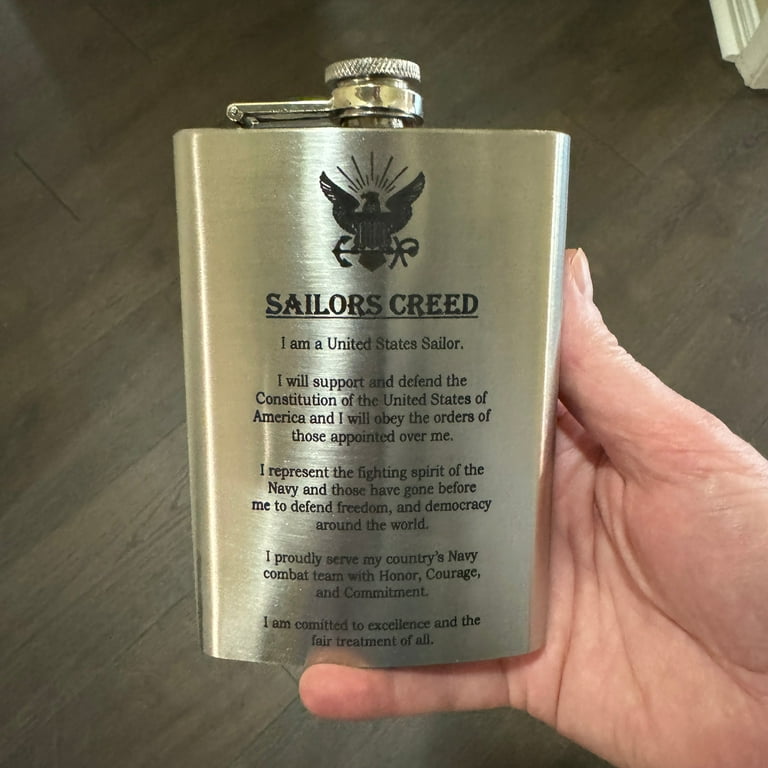 SAILORS CREED
I am a United States Sailor.
I will support and defend the
Constitution of the United States of
America and I will obey the orders of
those appointed over me.
I represent the fighting spirit of the
Navy and those have gone before
me to defend freedom, and democracy
around the world.
I proudly serve my country's Navy
combat team with Honor, Courage,
and Commitment.
I am comitted to excellence and the
fair treatment of all.